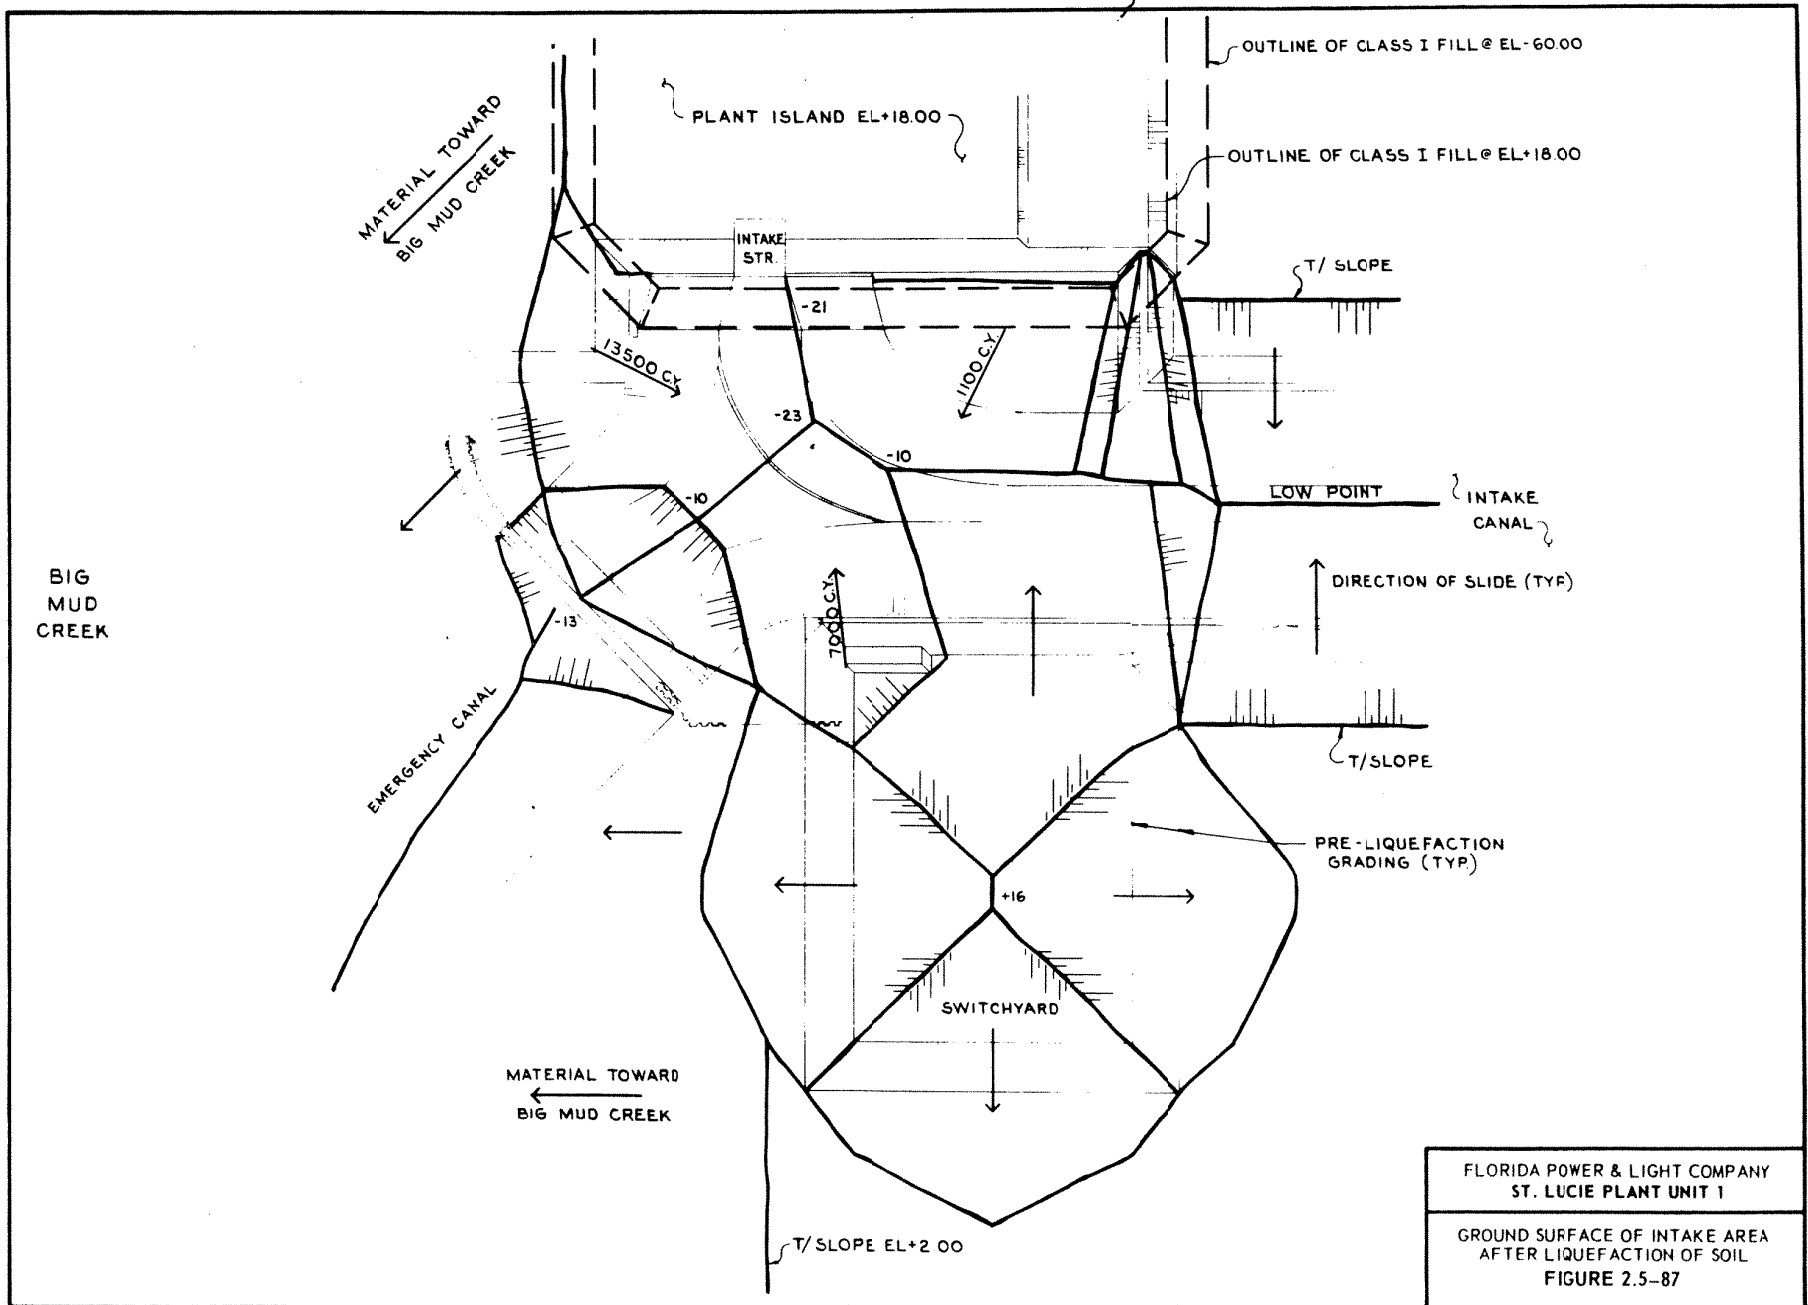 OUTLINE OF CLASS I FILL @ EL-60.00
PLANT ISLAND EL+18.00
OUTLINE OF CLASS I FILL @ EL+18.00
MATERIAL TOWARD
BIG MUD CREEK
INTAKE
STR.
T/ SLOPE
-21
13500 C.Y.
1100 C.Y.
-23
-10
-10
LOW POINT
INTAKE
CANAL
BIG
MUD
CREEK
DIRECTION OF SLIDE (TYP)
7000 C.Y.
-13
EMERGENCY CANAL
T/SLOPE
PRE-LIQUEFACTION
GRADING (TYP.)
+16
SWITCHYARD
MATERIAL TOWARD
BIG MUD CREEK
T/SLOPE EL+2.00
FLORIDA POWER & LIGHT COMPANY
ST. LUCIE PLANT UNIT 1
GROUND SURFACE OF INTAKE AREA
AFTER LIQUEFACTION OF SOIL
FIGURE 2.5-87